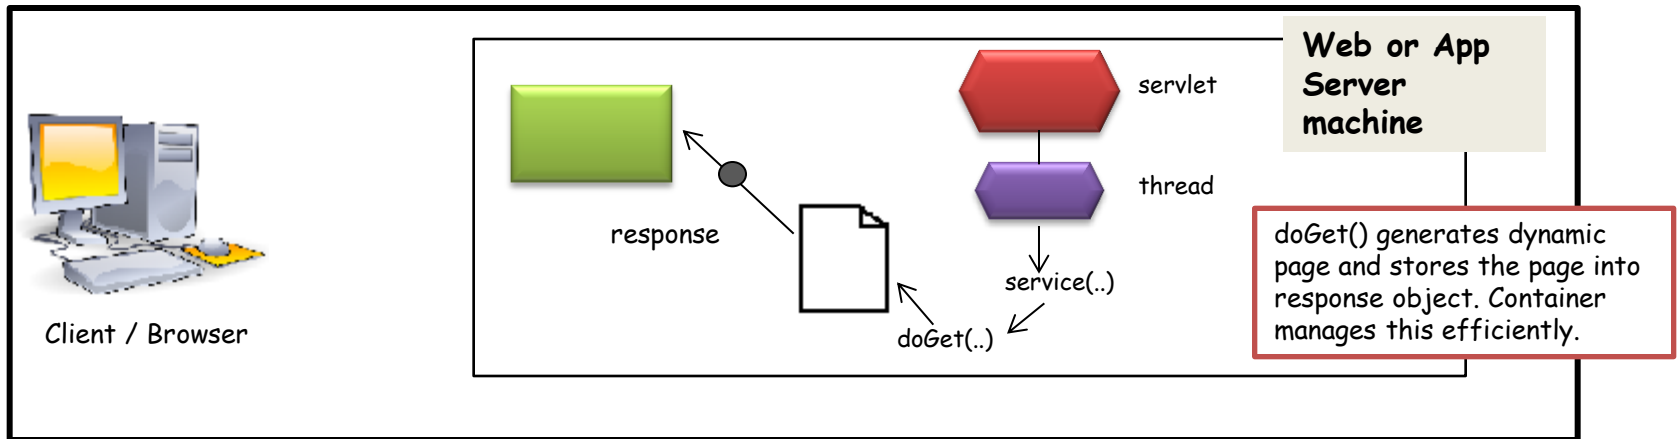 Web or App
Server
machine
servlet
thread
response
service(..)
doGet(..)
Client / Browser
doGet() generates dynamic
page and stores the page into
response object. Container
manages this efficiently.